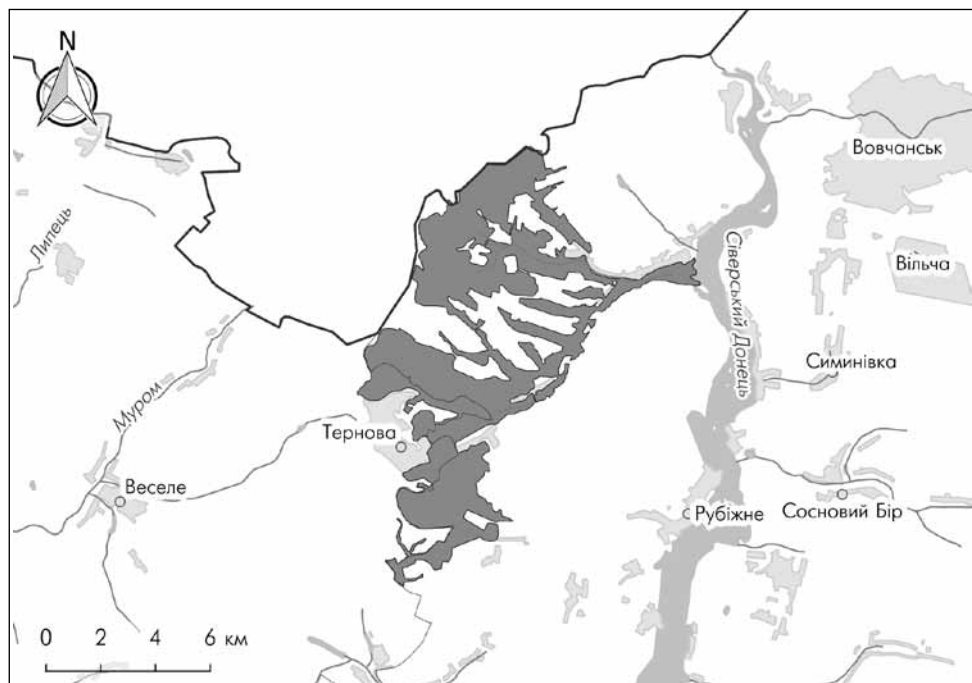 N
Вовчанськ
Липець
Вільча
Сіверський Донець
Симинівка
Муром
Тернова
Веселе
Рубіжне
Сосновий Бір
0 2 4 6 км